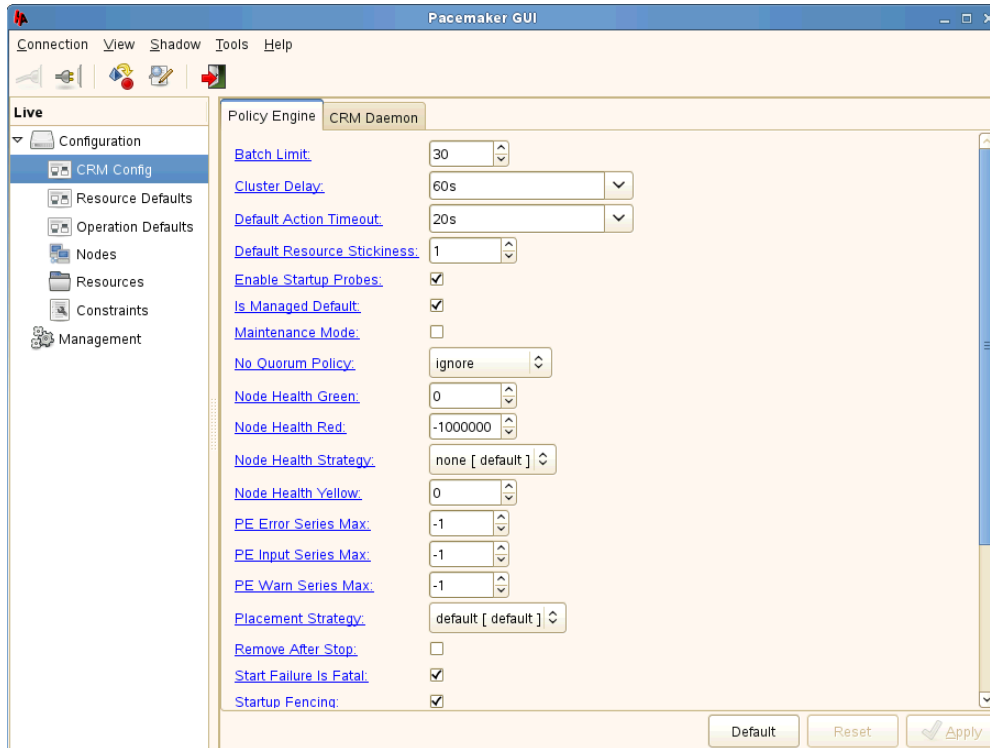 Pacemaker GUI
Connection View Shadow Tools Help
Live
Configuration
CRM Config
Resource Defaults
Operation Defaults
Nodes
Resources
Constraints
Management
Policy Engine CRM Daemon
Batch Limit: 30
Cluster Delay: 60s
Default Action Timeout: 20s
Default Resource Stickiness: 1
Enable Startup Probes:
Is Managed Default:
Maintenance Mode:
No Quorum Policy: ignore
Node Health Green: 0
Node Health Red: -1000000
Node Health Strategy: none [ default ]
Node Health Yellow: 0
PE Error Series Max: -1
PE Input Series Max: -1
PE Warn Series Max: -1
Placement Strategy: default [ default ]
Remove After Stop:
Start Failure Is Fatal:
Startup Fencing:
Default Reset Apply